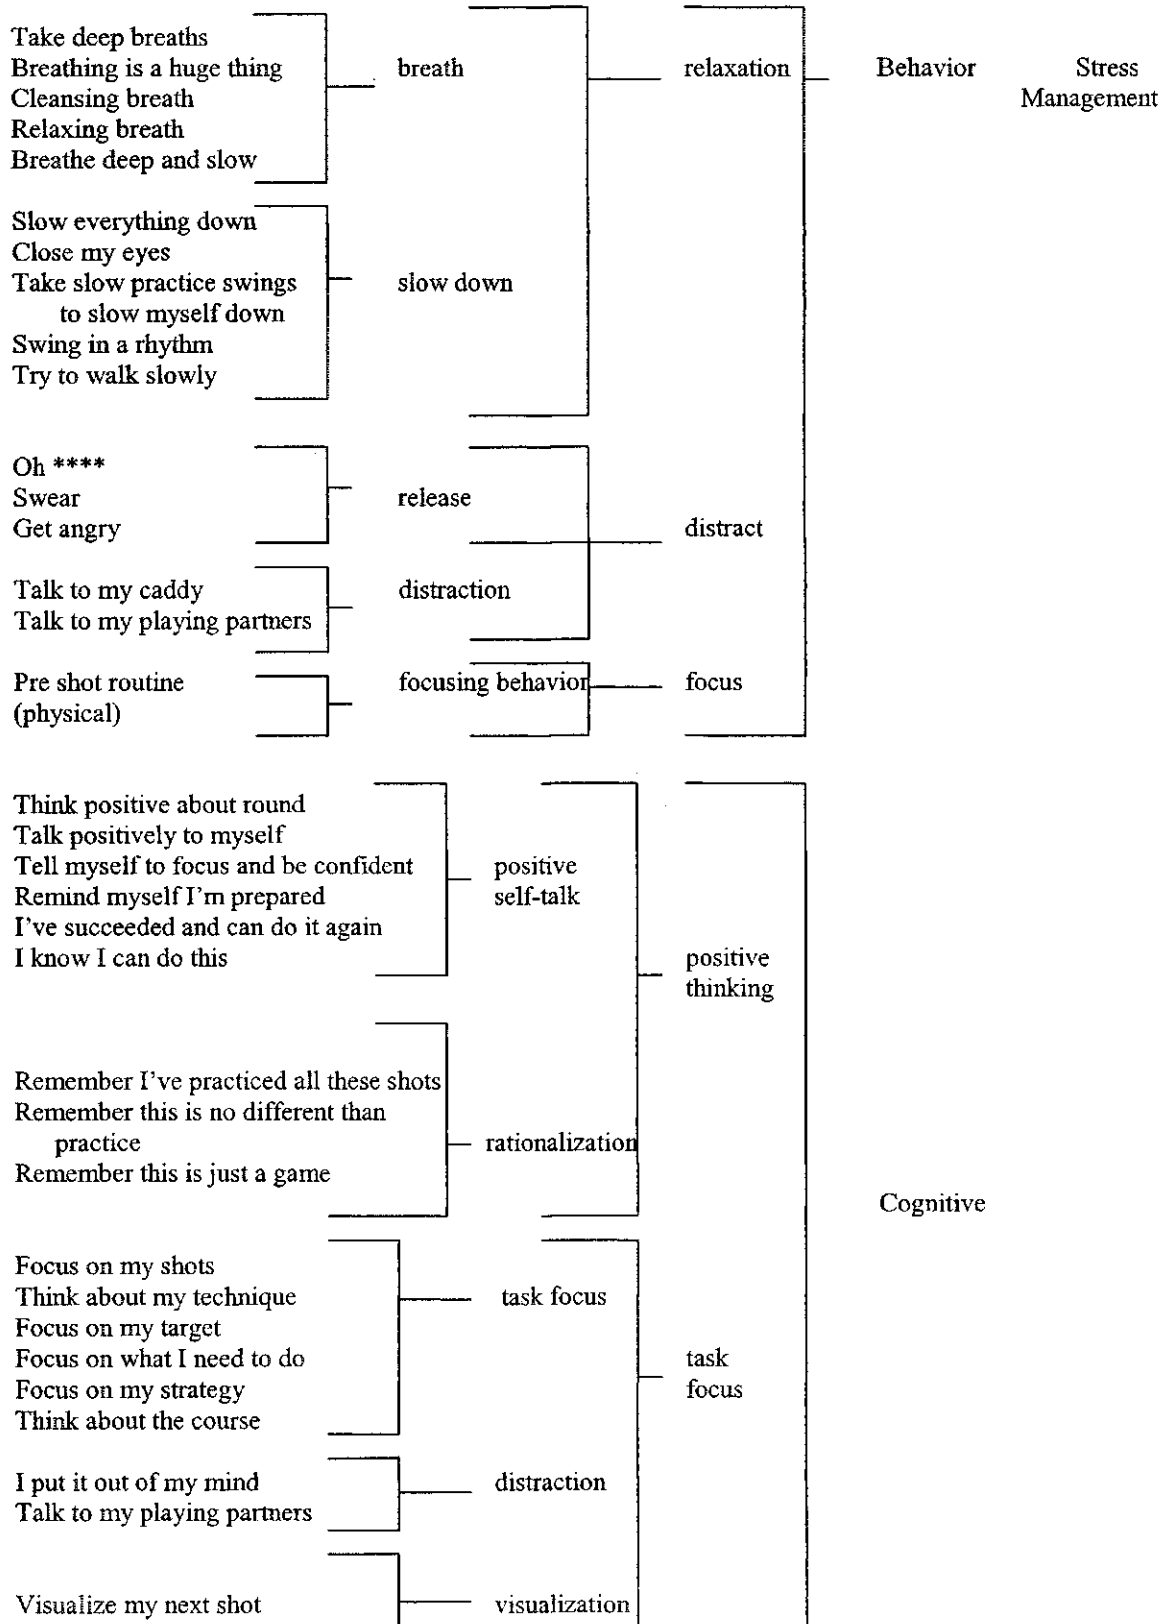 Take deep breaths
Breathing is a huge thing
Cleansing breath
Relaxing breath
Breathe deep and slow
breath
relaxation
Behavior
Stress
Management
Slow everything down
Close my eyes
Take slow practice swings
to slow myself down
Swing in a rhythm
Try to walk slowly
slow down
Oh ****
Swear
Get angry
release
distract
Talk to my caddy
Talk to my playing partners
distraction
Pre shot routine
(physical)
focusing behavior
focus
Think positive about round
Talk positively to myself
Tell myself to focus and be confident
Remind myself I'm prepared
I've succeeded and can do it again
I know I can do this
positive
self-talk
positive
thinking
Remember I've practiced all these shots
Remember this is no different than
practice
Remember this is just a game
rationalization
Cognitive
Focus on my shots
Think about my technique
Focus on my target
Focus on what I need to do
Focus on my strategy
Think about the course
task focus
task
focus
I put it out of my mind
Talk to my playing partners
distraction
Visualize my next shot
visualization